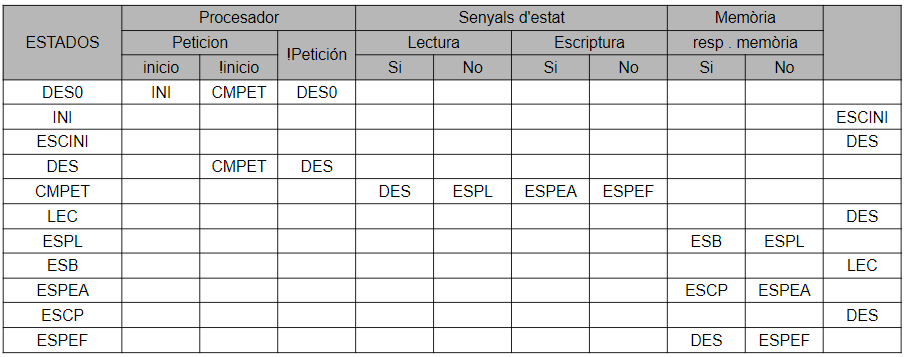 ESTADOS Procesador Senyals d'estat Memòria
Peticion !Petición Lectura Escriptura resp . memòria
inicio !inicio Si No Si No Si No
DES0 INI CMPET DES0
INI ESCINI
ESCINI DES
DES CMPET DES
CMPET DES ESPL ESPEA ESPEF
LEC DES
ESPL ESB ESPL
ESB LEC
ESPEA ESCP ESPEA
ESCP DES
ESPEF DES ESPEF